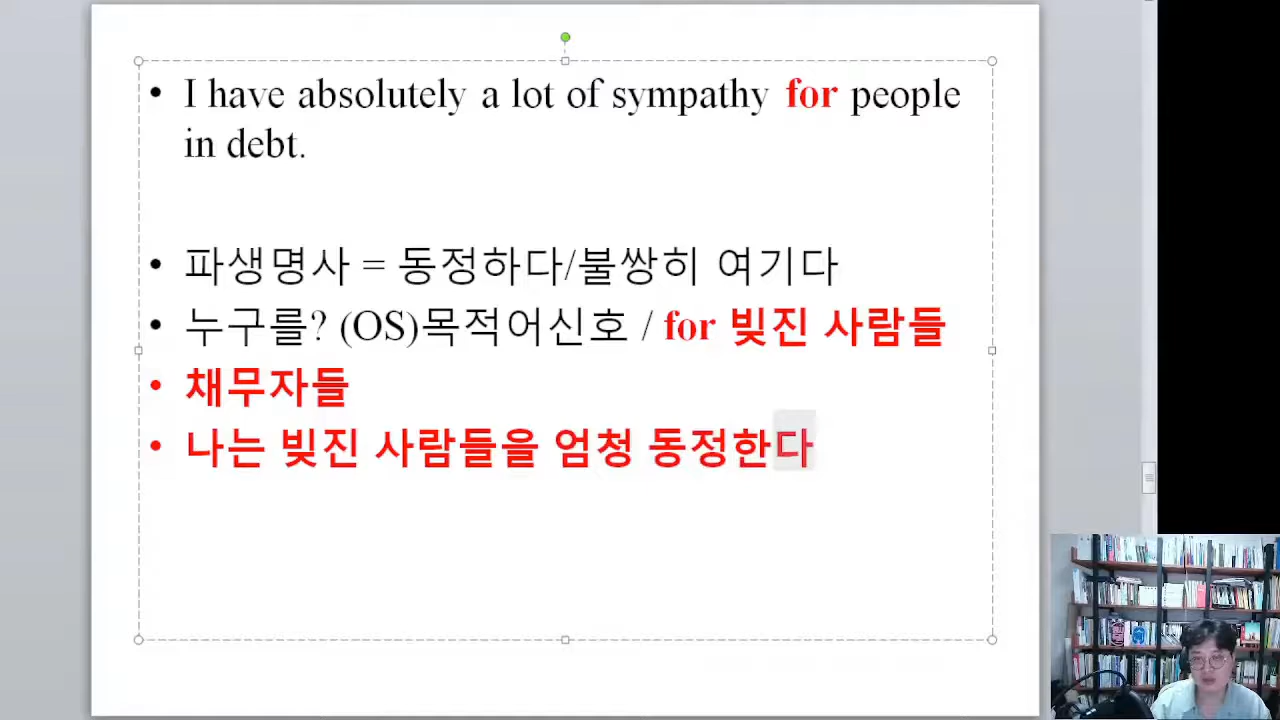 • I have absolutely a lot of sympathy for people
in debt.
• 파생명사 = 동정하다/불쌍히 여기다
• 누구를? (OS)목적어신호 / for 빚진 사람들
• 채무자들
• 나는 빚진 사람들을 엄청 동정한다